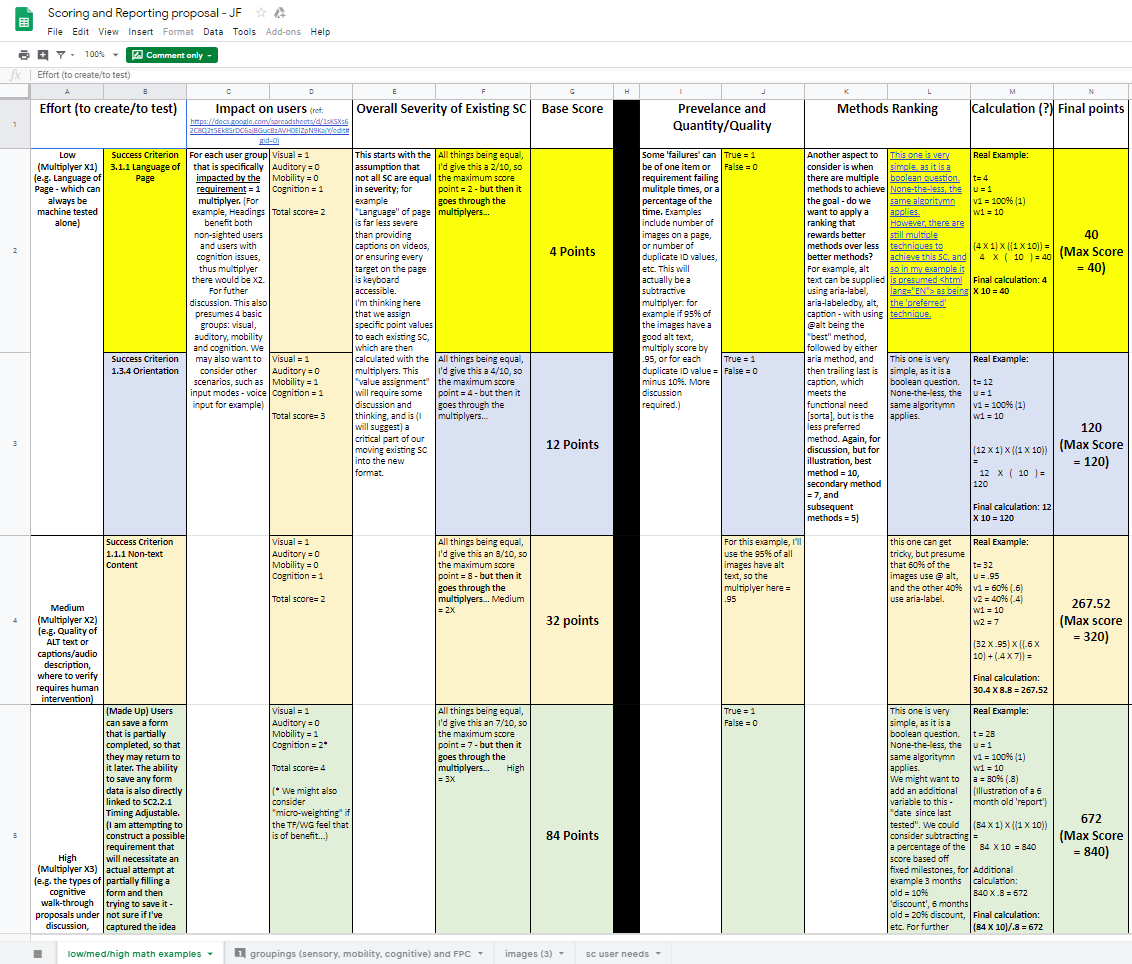 Scoring and Reporting proposal - JF
File Edit View Insert Format Data Tools Add-ons Help
100% Comment only
fx Effort (to create/to test)
A B C D E F G H I J K L M N
1
Effort (to create/to test)
Impact on users (ref:
https://docs.google.com/spreadsheets/d/1sKSXs6
gid=0)
Overall Severity of Existing SC
Base Score
Prevelance and
Quantity/Quality
Methods Ranking
Calculation (?)
Final points
2
Low
(Multiplyer X1)
(e.g. Language of
Page - which can
always be
machine tested
alone)
Success Criterion
3.1.1 Language of
Page
For each user group
that is specifically
impacted by the
requirement = 1
multiplyer. (For
example, Headings
benefit both
non-sighted users
and users with
cognition issues,
thus multiplyer
there would be X2.
For futher
discussion. This also
presumes 4 basic
groups: visual,
auditory, mobility
and cognition. We
may also want to
consider other
scenarios, such as
input modes - voice
input for example)
Visual = 1
Auditory = 0
Mobility = 0
Cognition = 1
Total score= 2
This starts with the
assumption that
not all SC are equal
in severity; for
example
"Language" of page
is far less severe
than providing
captions on videos,
or ensuring every
target on the page
is keyboard
accessible.
I'm thinking here
that we assign
specific point values
to each existing SC,
which are then
calculated with the
multiplyers. This
"value assignment"
will require some
discussion and
thinking, and is (I
will suggest) a
critical part of our
moving existing SC
into the new
format.
All things being equal,
I'd give this a 2/10, so
the maximum score
point = 2 - but then it
goes through the
multiplyers...
4 Points
Some 'failures' can
be of one item or
requirement failing
mulitple times, or a
percentage of the
time. Examples
include number of
images on a page,
or number of
duplicate ID values,
etc. This will
actually be a
subtractive
multiplyer: for
example if 95% of
the images have a
good alt text,
multiply score by
.95, or for each
duplicate ID value =
minus 10%. More
discussion
required.)
True = 1
False = 0
Another aspect to
consider is when
there are multiple
methods to achieve
the goal - do we
want to apply a
ranking that
rewards better
methods over less
better methods?
For example, alt
text can be supplied
using aria-label,
aria-labeledby, alt,
caption - with using
@alt being the
"best" method,
followed by either
aria method, and
then trailing last is
caption, which
meets the
functional need
[sorta], but is the
less preferred
method. Again, for
discussion, but for
illustration, best
method = 10,
secondary method
= 7, and
subsequent
methods = 5)
This one is very
simple, as it is a
boolean question.
None-the-less, the
same algoritymn
applies.
However, there are
still multiple
techniques to
achieve this SC, and
so in my example it
is presumed <html
lang="EN"> as being
the 'preferred'
technique.
Real Example:
t= 4
u = 1
v1 = 100% (1)
w1 = 10
(4 X 1) X ((1 X 10)) =
4 X ( 10 ) = 40
Final calculation: 4
X 10 = 40
40
(Max Score
= 40)
3
Success Criterion
1.3.4 Orientation
Visual = 1
Auditory = 0
Mobility = 1
Cognition = 1
Total score= 3
All things being equal,
I'd give this a 4/10, so
the maximum score
point = 4 - but then it
goes through the
multiplyers...
12 Points
True = 1
False = 0
This one is very
simple, as it is a
boolean question.
None-the-less, the
same algoritymn
applies.
Real Example:
t= 12
u = 1
v1 = 100% (1)
w1 = 10
(12 X 1) X ((1 X 10))
=
12 X ( 10 ) =
120
Final calculation: 12
X 10 = 120
120
(Max Score
= 120)
4
Medium
(Multiplyer X2)
(e.g. Quality of
ALT text or
captions/audio
description,
where to verify
requires human
intervention)
Success Criterion
1.1.1 Non-text
Content
Visual = 1
Auditory = 0
Mobility = 0
Cognition = 1
Total score= 2
All things being equal,
I'd give this an 8/10, so
the maximum score
point = 8 - but then it
goes through the
multiplyers... Medium
= 2X
32 points
For this example, I'll
use the 95% of all
images have alt
text, so the
multiplyer here =
.95
this one can get
tricky, but presume
that 60% of the
images use @ alt,
and the other 40%
use aria-label.
Real Example:
t= 32
u = .95
v1 = 60% (.6)
v2 = 40% (.4)
w1 = 10
w2 = 7
(32 X .95) X ((.6 X
10) + (.4 X 7)) =
Final calculation:
30.4 X 8.8 = 267.52
267.52
(Max score
= 320)
5
High
(Multiplyer X3)
(e.g. the types of
cognitive
walk-through
proposals under
discussion,
(Made Up) Users
can save a form
that is partially
completed, so that
they may return to
it later. The ability
to save any form
data is also directly
linked to SC2.2.1
Timing Adjustable.
(I am attempting to
construct a possible
requirement that
will necessitate an
actual attempt at
partially filling a
form and then
trying to save it -
not sure if I've
captured the idea
Visual = 1
Auditory = 0
Mobility = 1
Cognition = 2*
Total score= 4
(* We might also
consider
"micro-weighting" if
the TF/WG feel that
is of benefit...)
All things being equal,
I'd give this an 7/10, so
the maximum score
point = 7 - but then it
goes through the
multiplyers... High
= 3X
84 Points
True = 1
False = 0
This one is very
simple, as it is a
boolean question.
None-the-less, the
same algoritymn
applies.
We might want to
add an additional
variable to this -
"date since last
tested". We could
consider subtracting
a percentage of the
score based off
fixed milestones, for
example 3 months
old = 10%
'discount', 6 months
old = 20% discount,
etc. For further
Real Example:
t = 28
u = 1
v1 = 100% (1)
w1 = 10
a = 80% (.8)
(Illustration of a 6
month old 'report')
(84 X 1) X ((1 X 10))
=
84 X 10 = 840
Additional
calculation:
840 X .8 = 672
Final calculation:
(84 X 10)/.8 = 672
672
(Max Score
= 840)
low/med/high math examples
1 groupings (sensory, mobility, cognitive) and FPC
images (3)
sc user needs